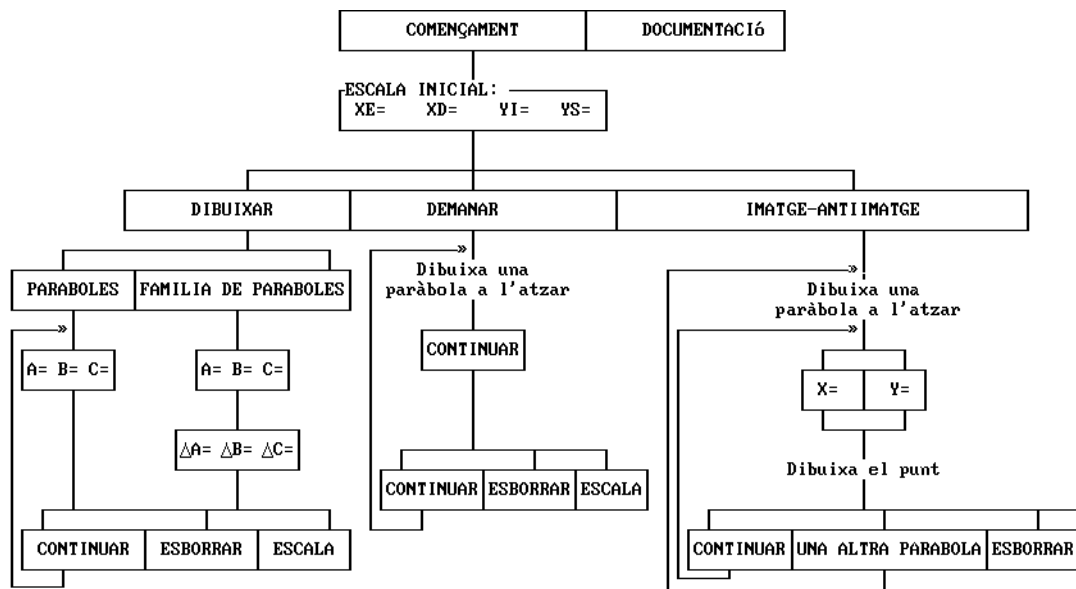 COMENÇAMENT DOCUMENTACIó
ESCALA INICIAL:
XE= XD= YI= YS=
DIBUIXAR DEMANAR IMATGE-ANTIIMATGE
»
Dibuixa una
paràbola a l'atzar
»
PARABOLES FAMILIA DE PARABOLES
Dibuixa una
paràbola a l'atzar
»
»
CONTINUAR
A= B= C= A= B= C=
X= Y=
△A= △B= △C=
Dibuixa el punt
CONTINUAR ESBORRAR ESCALA
CONTINUAR ESBORRAR ESCALA
CONTINUAR UNA ALTRA PARABOLA ESBORRAR